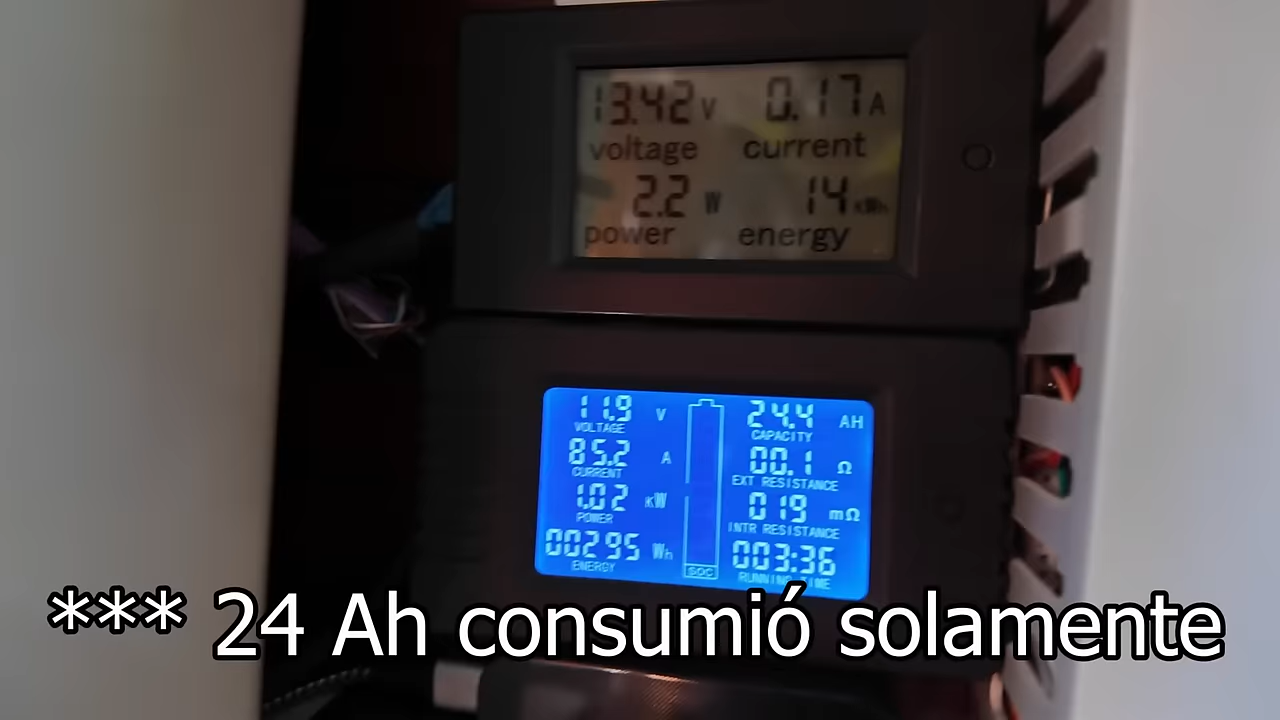 13.42 V 0.17 A
voltage current
2.2 W 14 kWh
power energy
11.9 V 24.4 AH
VOLTAGE CAPACITY
85.2 A 00.1 Ω
CURRENT EXT RESISTANCE
1.02 kW 019 mΩ
POWER INTR RESISTANCE
00295 Wh 003:36
ENERGY SOC RUNNING TIME
*** 24 Ah consumió solamente